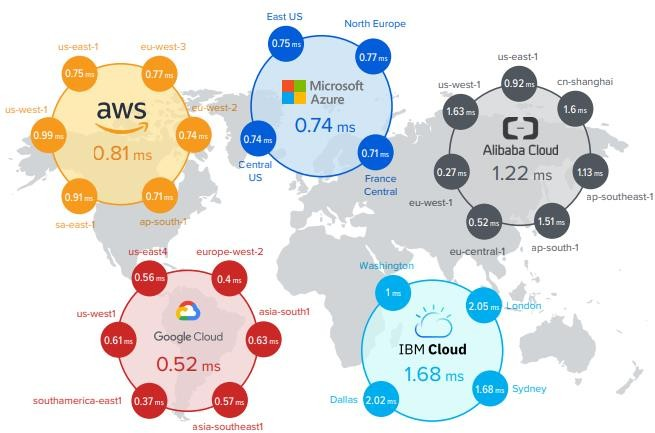 us-east-1
0.75 ms
eu-west-3
0.77 ms
us-west-1
0.99 ms
eu-west-2
0.74 ms
sa-east-1
0.91 ms
ap-south-1
0.71 ms
aws
0.81 ms
East US
0.75 ms
North Europe
0.77 ms
Microsoft
Azure
0.74 ms
0.74 ms
Central
US
0.71 ms
France
Central
us-east-1
0.92 ms
us-west-1
1.63 ms
cn-shanghai
1.6 ms
Alibaba Cloud
1.22 ms
0.27 ms
eu-west-1
1.13 ms
ap-southeast-1
0.52 ms
eu-central-1
1.51 ms
ap-south-1
us-east4
0.56 ms
europe-west-2
0.4 ms
us-west1
0.61 ms
asia-south1
0.63 ms
Google Cloud
0.52 ms
southamerica-east1
0.37 ms
0.57 ms
asia-southeast1
Washington
1 ms
2.05 ms
London
IBM Cloud
1.68 ms
Dallas
2.02 ms
1.68 ms
Sydney